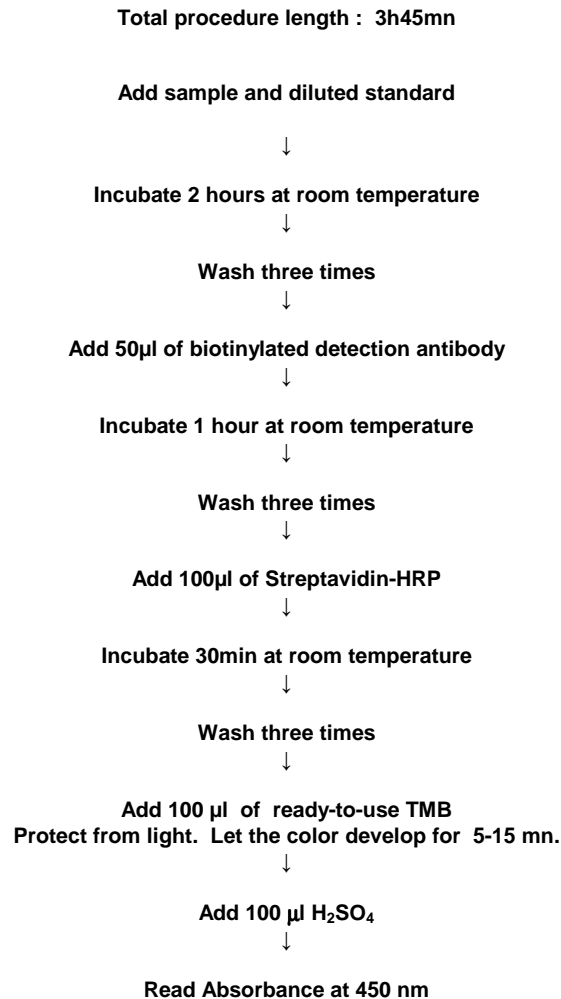 Total procedure length : 3h45mn
Add sample and diluted standard
↓
Incubate 2 hours at room temperature
↓
Wash three times
↓
Add 50µl of biotinylated detection antibody
↓
Incubate 1 hour at room temperature
↓
Wash three times
↓
Add 100µl of Streptavidin-HRP
↓
Incubate 30min at room temperature
↓
Wash three times
↓
Add 100 µl of ready-to-use TMB
Protect from light. Let the color develop for 5-15 mn.
↓
Add 100 µl H₂SO₄
↓
Read Absorbance at 450 nm